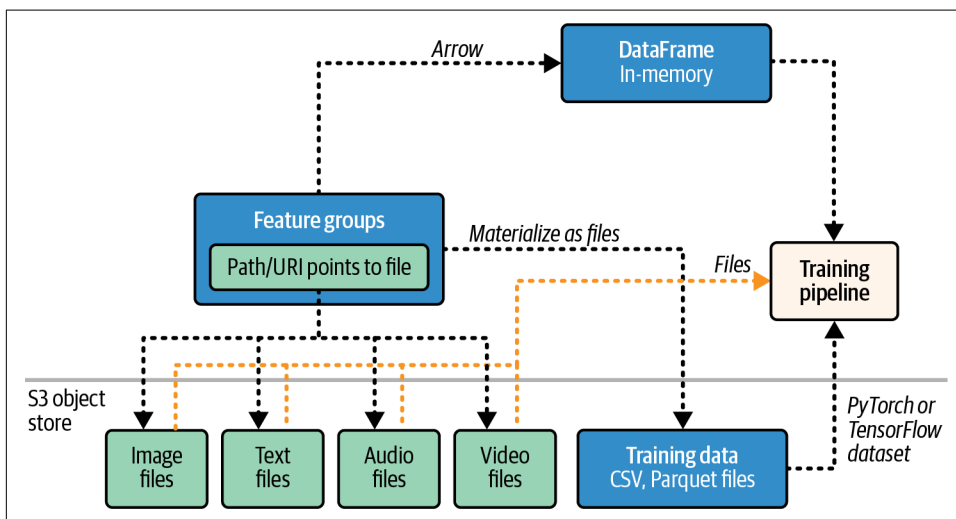 Arrow
DataFrame
In-memory
Feature groups
Path/URI points to file
Materialize as files
Files
Training
pipeline
S3 object
store
Image
files
Text
files
Audio
files
Video
files
Training data
CSV, Parquet files
PyTorch or
TensorFlow
dataset